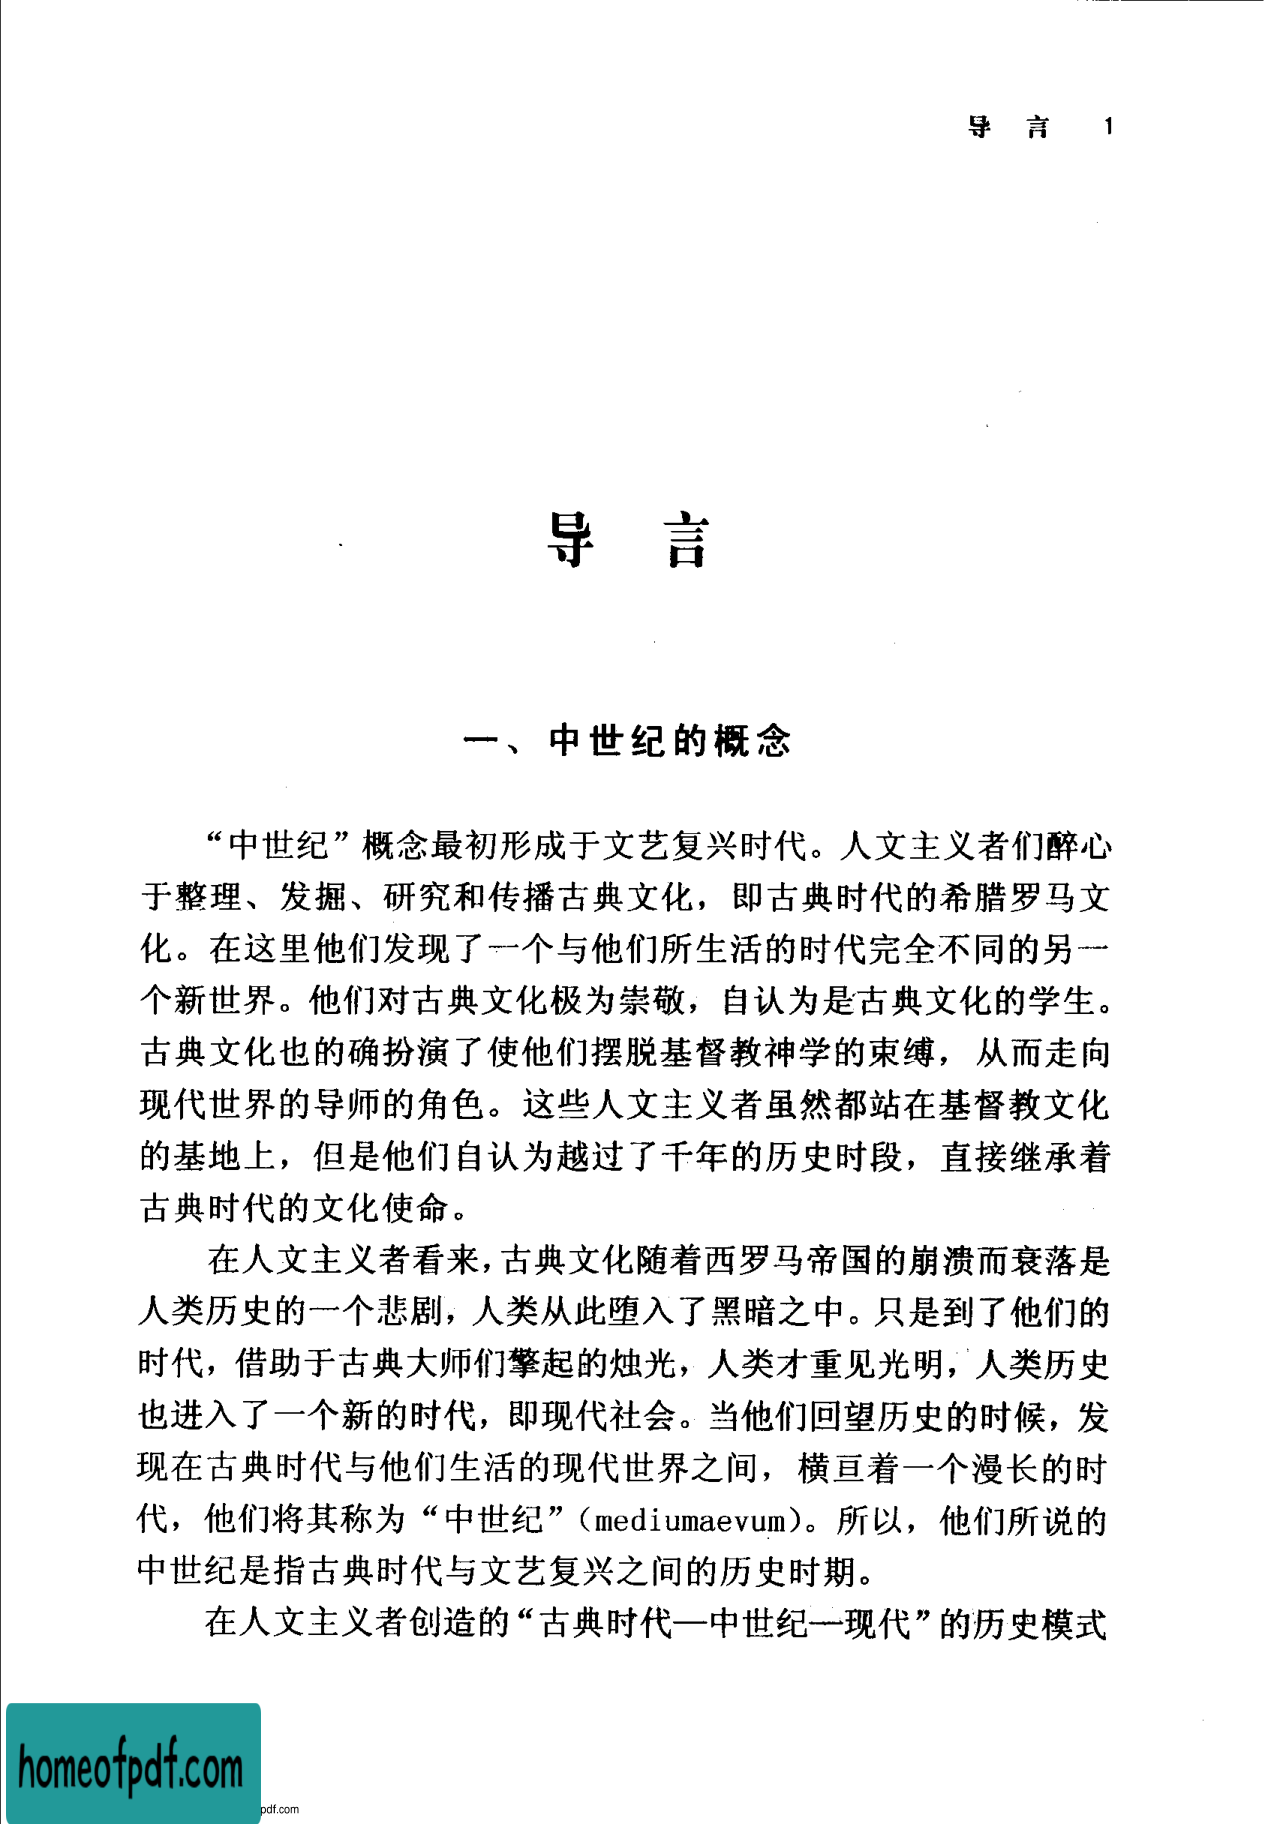 导 言 1
导 言
一、中世纪的概念
“中世纪”概念最初形成于文艺复兴时代。人文主义者们醉心
于整理、发掘、研究和传播古典文化，即古典时代的希腊罗马文
化。在这里他们发现了一个与他们所生活的时代完全不同的另一
个新世界。他们对古典文化极为崇敬，自认为是古典文化的学生。
古典文化也的确扮演了使他们摆脱基督教神学的束缚，从而走向
现代世界的导师的角色。这些人文主义者虽然都站在基督教文化
的基地上，但是他们自认为越过了千年的历史时段，直接继承着
古典时代的文化使命。
在人文主义者看来，古典文化随着西罗马帝国的崩溃而衰落是
人类历史的一个悲剧，人类从此堕入了黑暗之中。只是到了他们的
时代，借助于古典大师们擎起的烛光，人类才重见光明，人类历史
也进入了一个新的时代，即现代社会。当他们回望历史的时候，发
现在古典时代与他们生活的现代世界之间，横亘着一个漫长的时
代，他们将其称为“中世纪”（mediumaevum）。所以，他们所说的
中世纪是指古典时代与文艺复兴之间的历史时期。
在人文主义者创造的“古典时代—中世纪—现代”的历史模式
homeofpdf.com
pdf.com